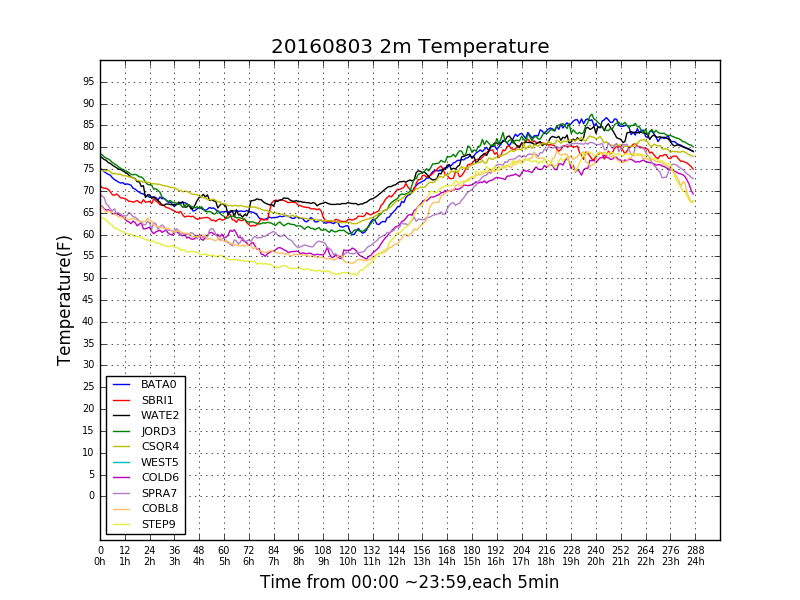 20160803 2m Temperature
Temperature(F)
95
90
85
80
75
70
65
60
55
50
45
40
35
30
25
20
15
10
5
0
BATA0
SBRI1
WATE2
JORD3
CSQR4
WEST5
COLD6
SPRA7
COBL8
STEP9
0 12 24 36 48 60 72 84 96 108 120 132 144 156 168 180 192 204 216 228 240 252 264 276 288
0h 1h 2h 3h 4h 5h 6h 7h 8h 9h 10h 11h 12h 13h 14h 15h 16h 17h 18h 19h 20h 21h 22h 23h 24h
Time from 00:00 ~23:59,each 5min